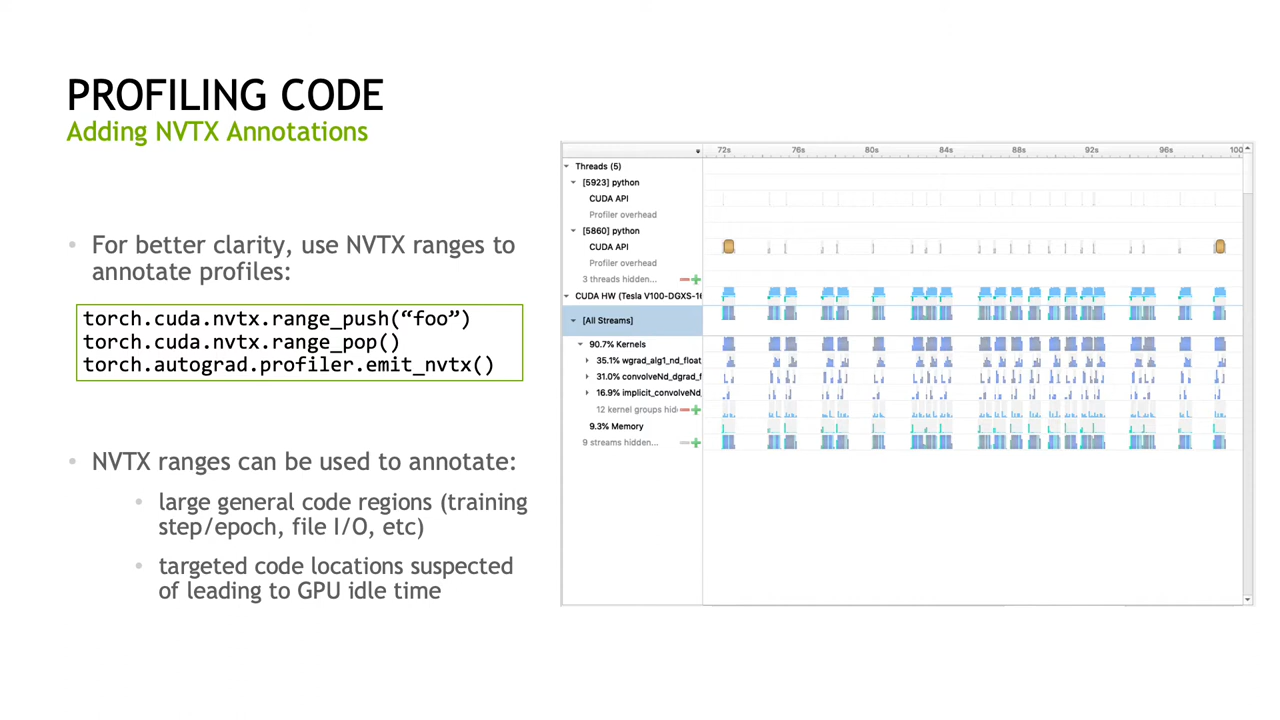 PROFILING CODE
Adding NVTX Annotations
• For better clarity, use NVTX ranges to
annotate profiles:
torch.cuda.nvtx.range_push(“foo”)
torch.cuda.nvtx.range_pop()
torch.autograd.profiler.emit_nvtx()
• NVTX ranges can be used to annotate:
• large general code regions (training
step/epoch, file I/O, etc)
• targeted code locations suspected
of leading to GPU idle time
72s 76s 80s 84s 88s 92s 96s 100
Threads (5)
[5923] python
CUDA API
Profiler overhead
[5860] python
CUDA API
Profiler overhead
3 threads hidden...
CUDA HW (Tesla V100-DGXS-16
[All Streams]
90.7% Kernels
35.1% wgrad_alg1_nd_float
31.0% convolveNd_dgrad_f
16.9% implicit_convolveNd_
12 kernel groups hid
9.3% Memory
9 streams hidden...